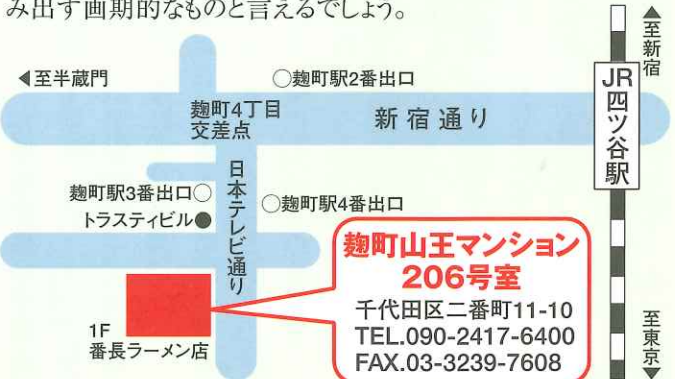 み出す画期的なものと言えるでしょう。
▲至新宿
◀至半蔵門
○麹町駅2番出口
JR四ツ谷駅
麹町4丁目
交差点
新宿通り
日本テレビ通り
麹町駅3番出口○
○麹町駅4番出口
トラスティビル●
麹町山王マンション
206号室
千代田区二番町11-10
TEL.090-2417-6400
FAX.03-3239-7608
1F
番長ラーメン店
至東京▼